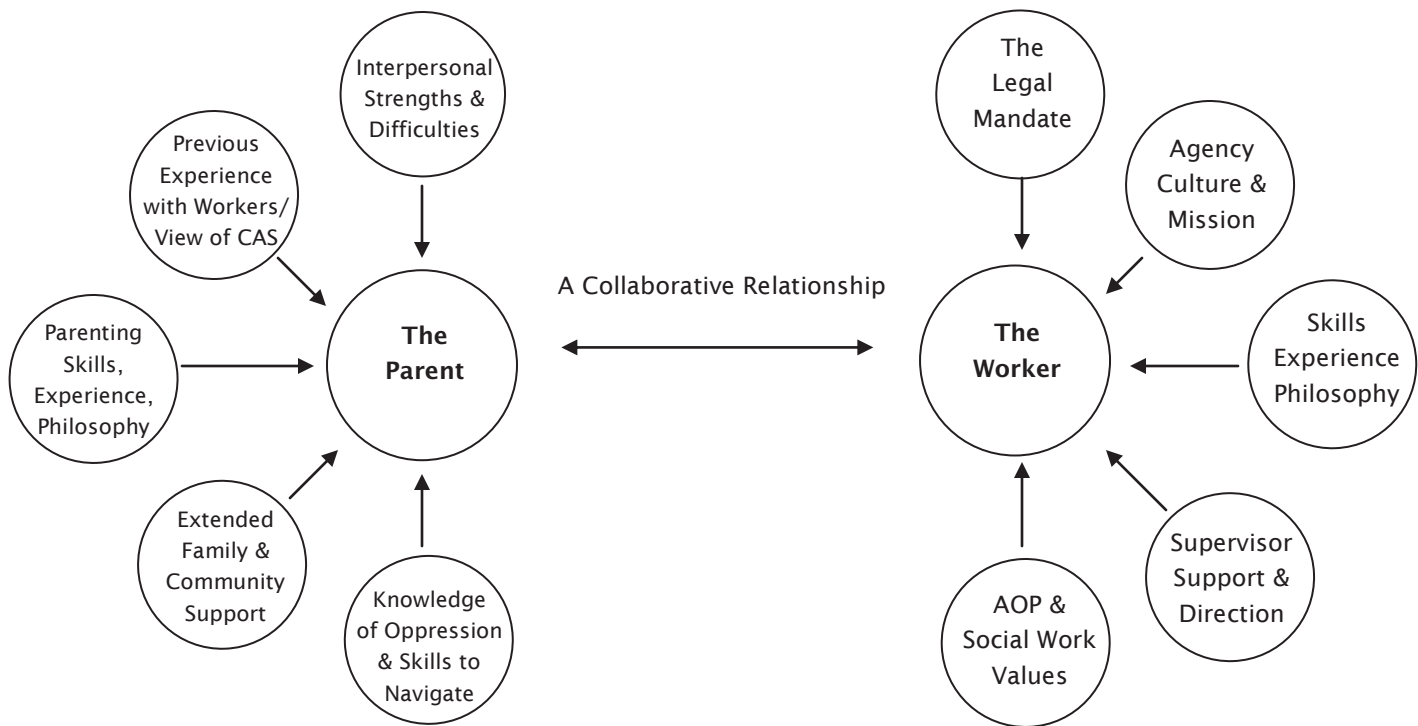 Interpersonal
Strengths &
Difficulties
Previous
Experience
with Workers/
View of CAS
Parenting
Skills,
Experience,
Philosophy
Extended
Family &
Community
Support
Knowledge
of Oppression
& Skills to
Navigate
The
Parent
A Collaborative Relationship
The
Worker
The
Legal
Mandate
Agency
Culture &
Mission
Skills
Experience
Philosophy
Supervisor
Support &
Direction
AOP &
Social Work
Values